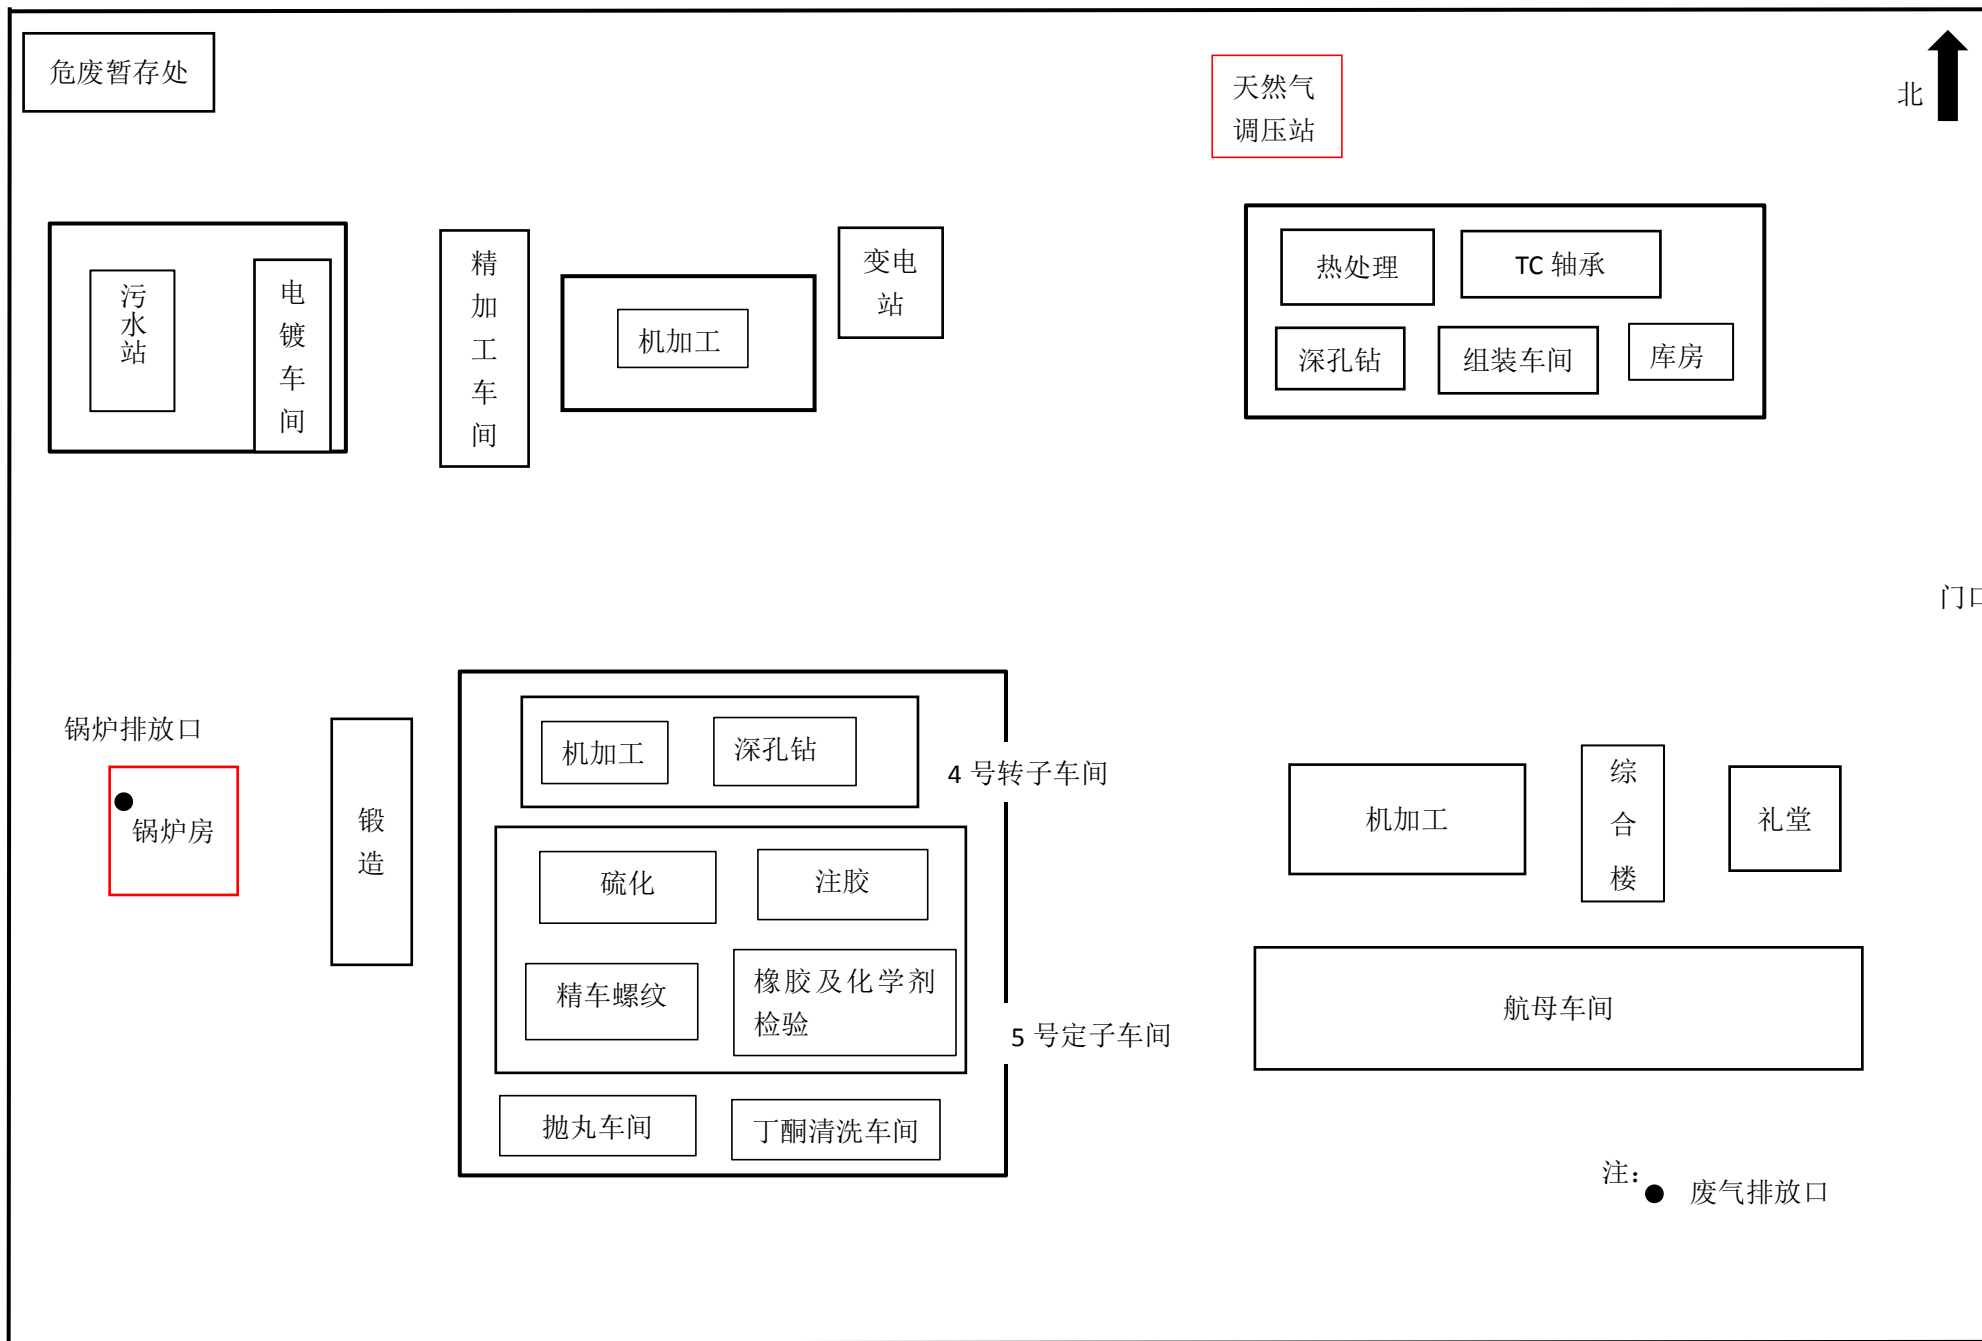 危废暂存处
天然气
调压站
北
污
水
站
电
镀
车
间
精
加
工
车
间
机加工
变电
站
热处理
TC 轴承
深孔钻
组装车间
库房
门口
锅炉排放口
锅炉房
锻
造
机加工
深孔钻
4 号转子车间
硫化
注胶
精车螺纹
橡胶及化学剂
检验
5 号定子车间
抛丸车间
丁酮清洗车间
机加工
综
合
楼
礼堂
航母车间
注：
废气排放口